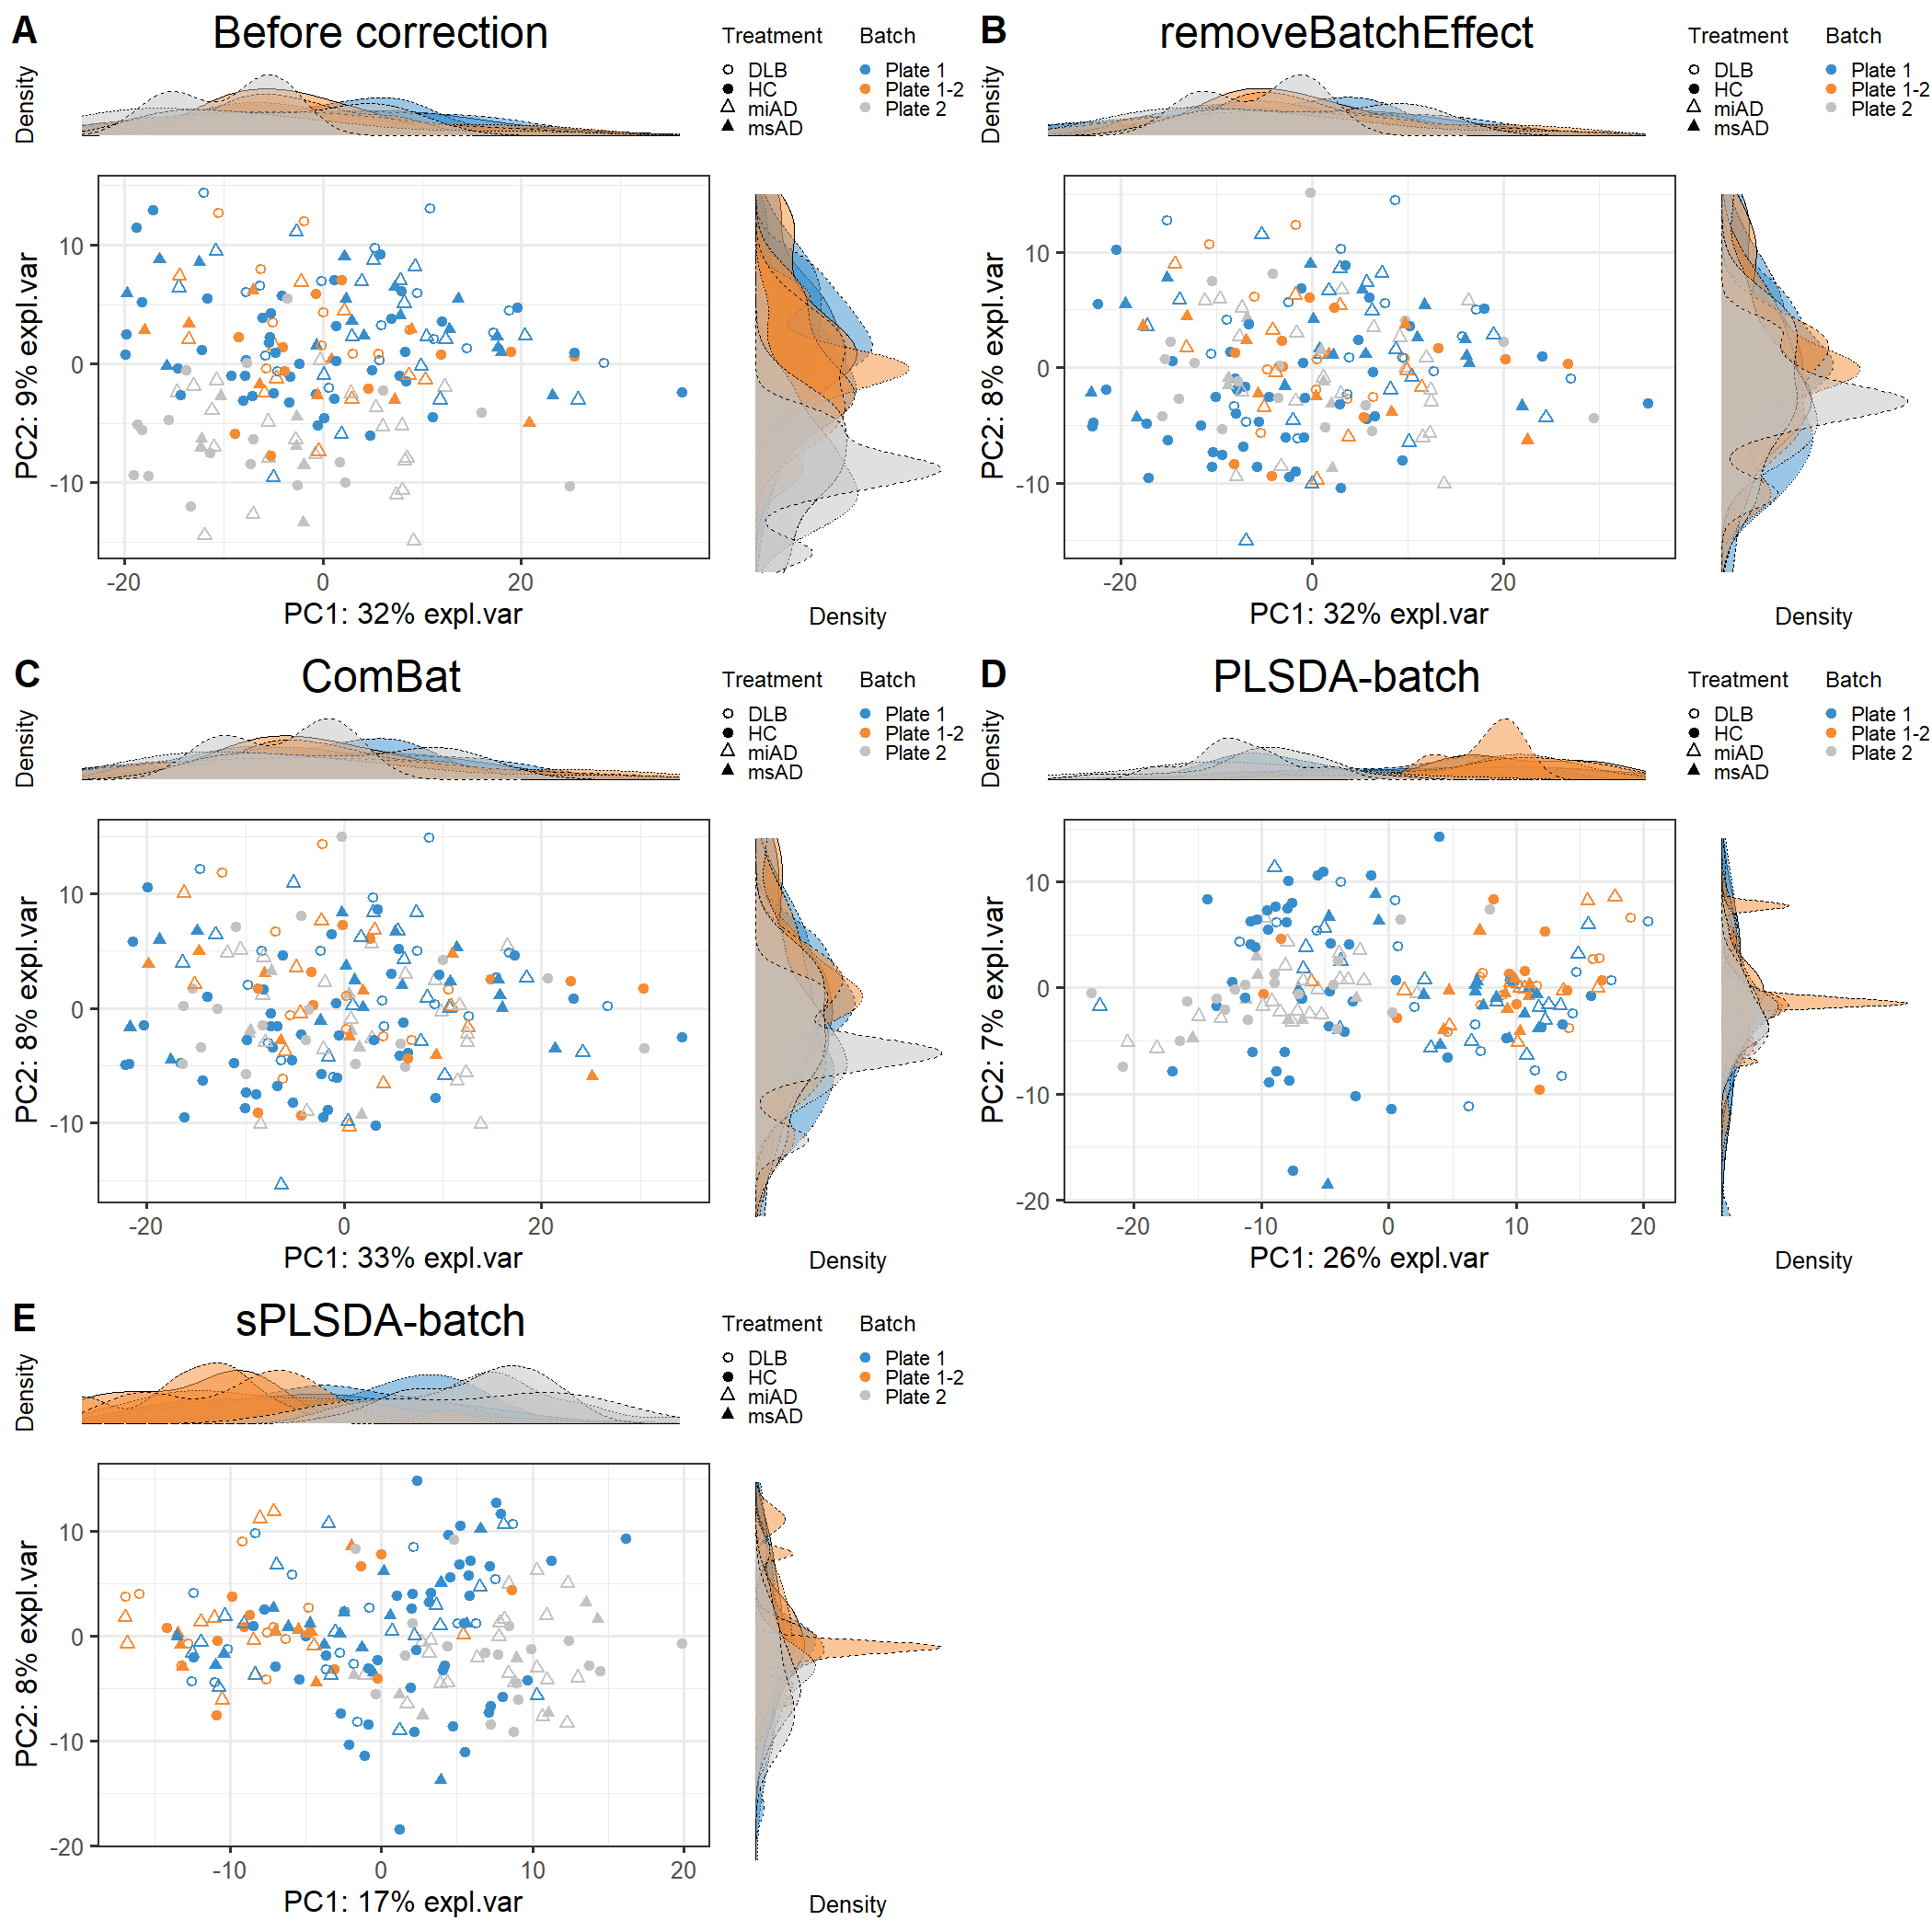 A
Before correction
Treatment
Batch
DLB
Plate 1
HC
Plate 1-2
miAD
Plate 2
msAD
Density
PC2: 9% expl.var
10
0
-10
-20
0
20
PC1: 32% expl.var
Density
B
removeBatchEffect
Treatment
Batch
DLB
Plate 1
HC
Plate 1-2
miAD
Plate 2
msAD
Density
PC2: 8% expl.var
10
0
-10
-20
0
20
PC1: 32% expl.var
Density
C
ComBat
Treatment
Batch
DLB
Plate 1
HC
Plate 1-2
miAD
Plate 2
msAD
Density
PC2: 8% expl.var
10
0
-10
-20
0
20
PC1: 33% expl.var
Density
D
PLSDA-batch
Treatment
Batch
DLB
Plate 1
HC
Plate 1-2
miAD
Plate 2
msAD
Density
PC2: 7% expl.var
10
0
-10
-20
-20
-10
0
10
20
PC1: 26% expl.var
Density
E
sPLSDA-batch
Treatment
Batch
DLB
Plate 1
HC
Plate 1-2
miAD
Plate 2
msAD
Density
PC2: 8% expl.var
10
0
-10
-20
-10
0
10
20
PC1: 17% expl.var
Density